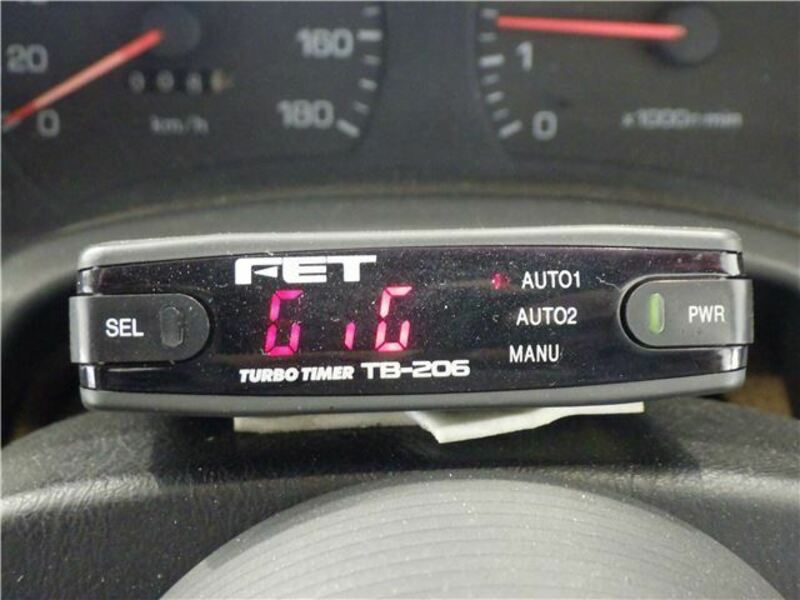 20
0
km/h
160
180
1
0
x1000r/min
FET
SEL
GiG
TURBO TIMER TB-206
AUTO1
AUTO2
MANU
PWR